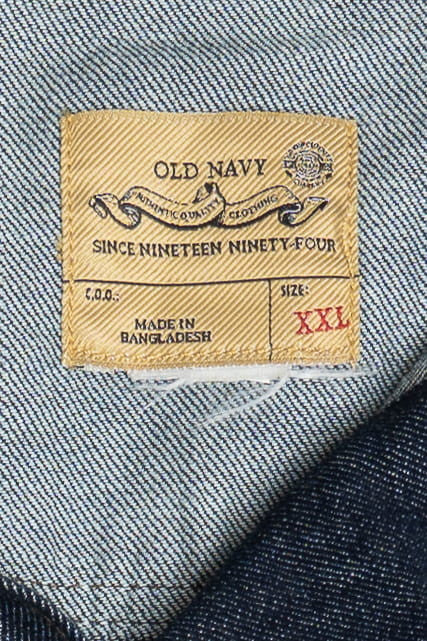 OLD NAVY
AUTHENTIC QUALITY CLOTHING
SINCE NINETEEN NINETY-FOUR
C.O.O.:
MADE IN
BANGLADESH
SIZE:
XXL